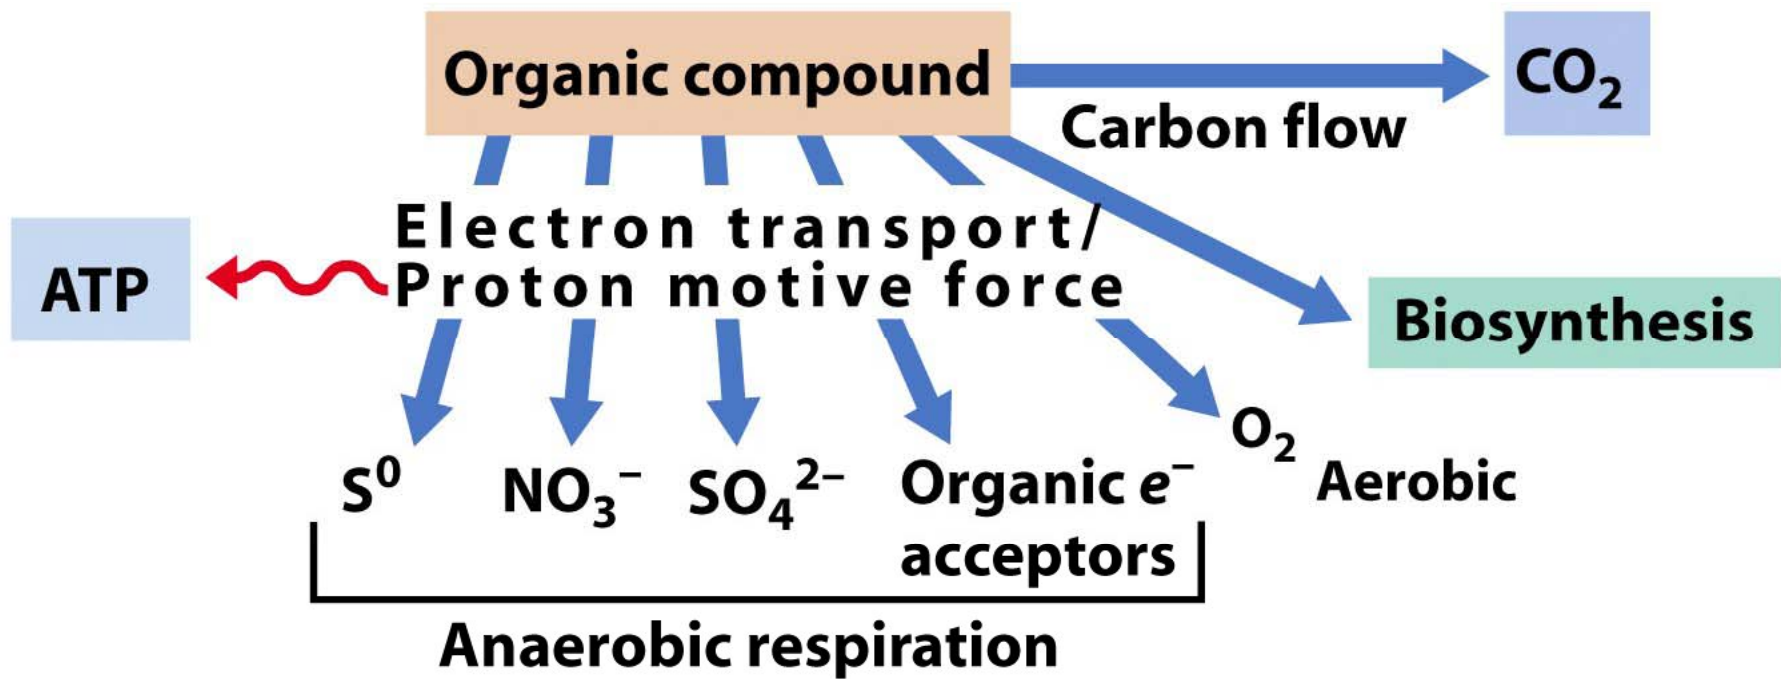 Organic compound
CO₂
Carbon flow
Electron transport/
Proton motive force
ATP
Biosynthesis
S⁰
NO₃⁻
SO₄²⁻
Organic e⁻
acceptors
O₂
Aerobic
Anaerobic respiration